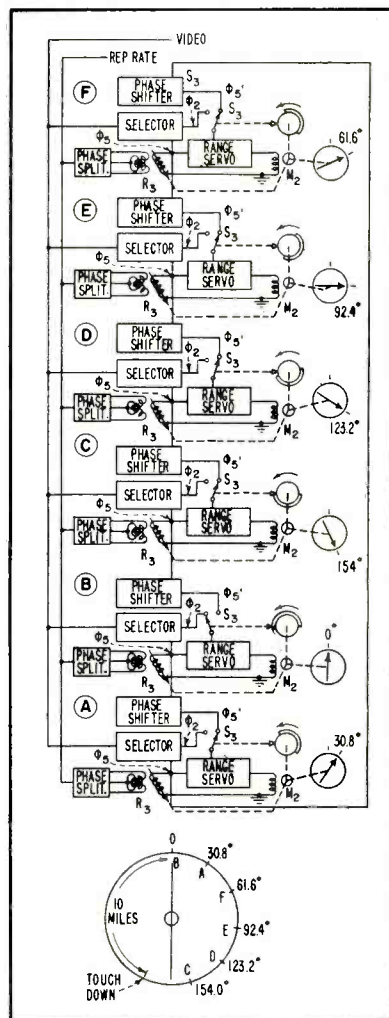 VIDEO
REP RATE
F
PHASE SHIFTER
S3
Φ5'
Φ2
S3
SELECTOR
Φ5
PHASE SPLIT.
R3
RANGE SERVO
M2
61.6°
E
PHASE SHIFTER
Φ5'
Φ2
S3
SELECTOR
Φ5
PHASE SPLIT.
R3
RANGE SERVO
M2
92.4°
D
PHASE SHIFTER
Φ5'
Φ2
S3
SELECTOR
Φ5
PHASE SPLIT.
R3
RANGE SERVO
M2
123.2°
C
PHASE SHIFTER
Φ5'
Φ2
S3
SELECTOR
Φ5
PHASE SPLIT.
R3
RANGE SERVO
M2
154°
B
PHASE SHIFTER
Φ5'
Φ2
S3
SELECTOR
Φ5
PHASE SPLIT.
R3
RANGE SERVO
M2
0°
A
PHASE SHIFTER
Φ5'
Φ2
S3
SELECTOR
Φ5
PHASE SPLIT.
R3
RANGE SERVO
M2
30.8°
0
B
A
30.8°
F
61.6°
E
92.4°
D
123.2°
C
154.0°
10 MILES
TOUCH DOWN